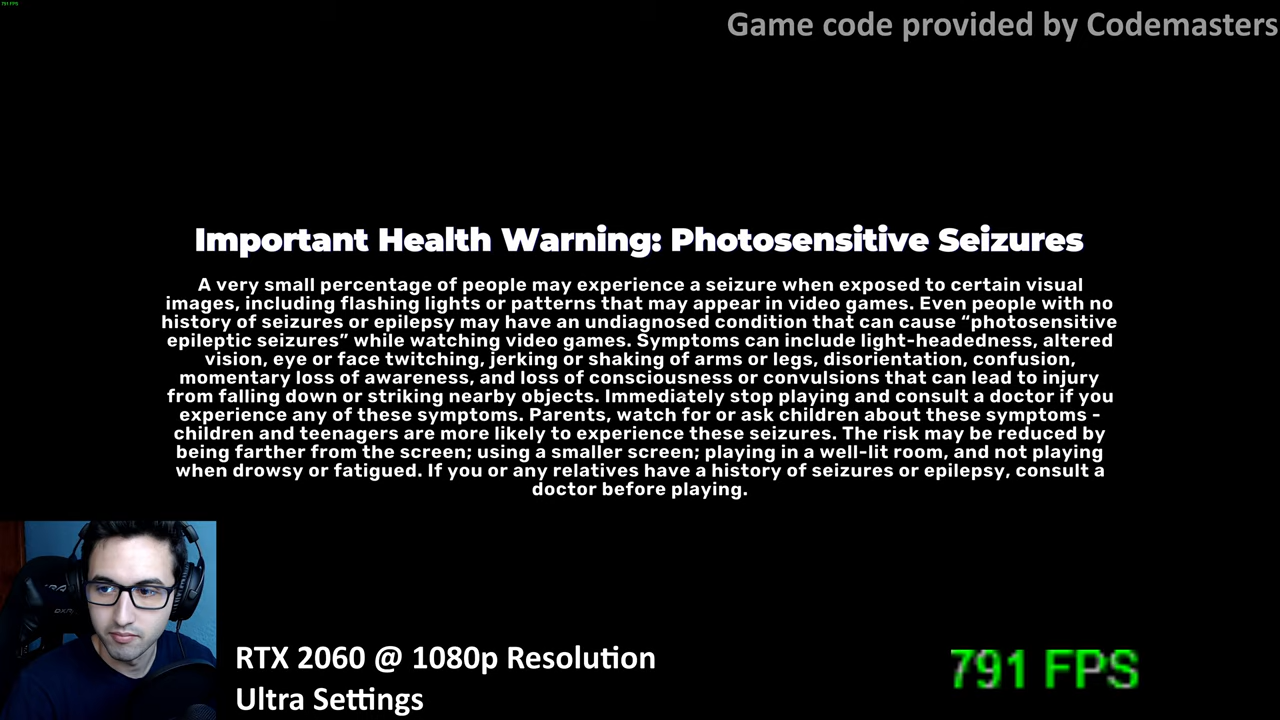 791 FPS
Game code provided by Codemasters
Important Health Warning: Photosensitive Seizures
A very small percentage of people may experience a seizure when exposed to certain visual
images, including flashing lights or patterns that may appear in video games. Even people with no
history of seizures or epilepsy may have an undiagnosed condition that can cause “photosensitive
epileptic seizures” while watching video games. Symptoms can include light-headedness, altered
vision, eye or face twitching, jerking or shaking of arms or legs, disorientation, confusion,
momentary loss of awareness, and loss of consciousness or convulsions that can lead to injury
from falling down or striking nearby objects. Immediately stop playing and consult a doctor if you
experience any of these symptoms. Parents, watch for or ask children about these symptoms -
children and teenagers are more likely to experience these seizures. The risk may be reduced by
being farther from the screen; using a smaller screen; playing in a well-lit room, and not playing
when drowsy or fatigued. If you or any relatives have a history of seizures or epilepsy, consult a
doctor before playing.
RTX 2060 @ 1080p Resolution
Ultra Settings
791 FPS